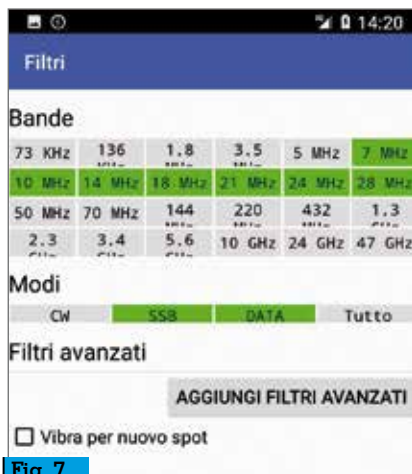 14:20
Filtri
Bande
73 KHz 136 1.8 3.5 5 MHz 7 MHz
10 MHz 14 MHz 18 MHz 21 MHz 24 MHz 28 MHz
50 MHz 70 MHz 144 220 432 1.3
2.3 3.4 5.6 10 GHz 24 GHz 47 GHz
Modi
CW SSB DATA Tutto
Filtri avanzati
AGGIUNGI FILTRI AVANZATI
Vibra per nuovo spot
Fig. 7